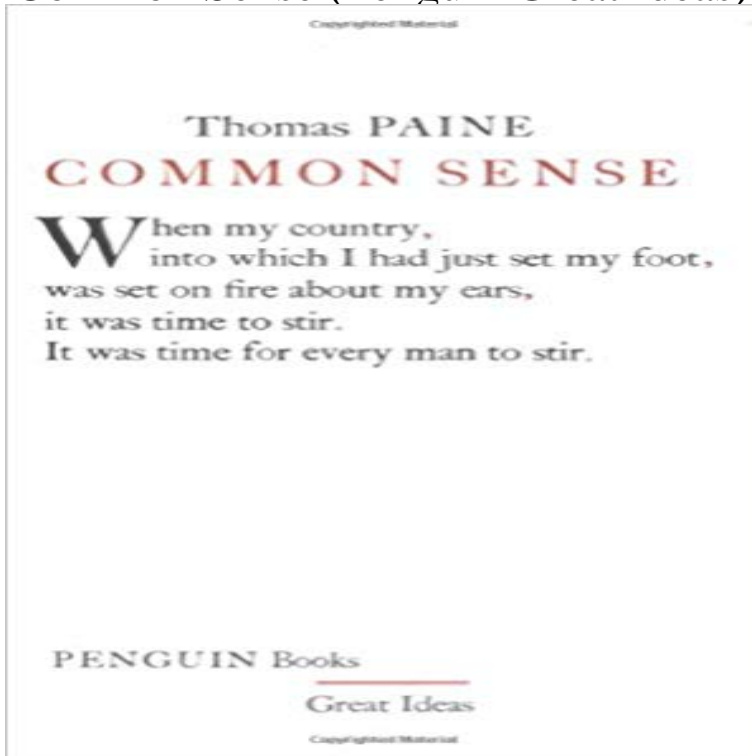 Copyrighted Material
Thomas PAINE
COMMON SENSE
When my country,
into which I had just set my foot,
was set on fire about my ears,
it was time to stir.
It was time for every man to stir.
PENGUIN Books
Great Ideas
Copyrighted Material